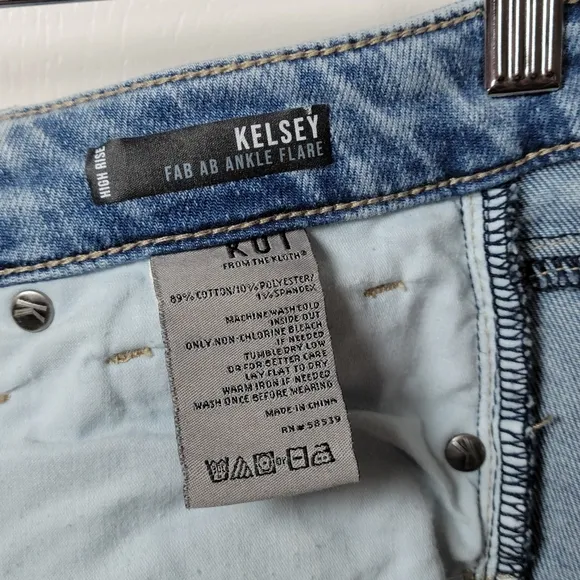 KELSEY
FAB AB ANKLE FLARE
HIGH RISE
KUT
FROM THE KLOTH®
89% COTTON/10% POLYESTER/
1% SPANDEX
MACHINE WASH COLD
INSIDE OUT
ONLY NON-CHLORINE BLEACH
IF NEEDED
TUMBLE DRY LOW
OR FOR BETTER CARE
LAY FLAT TO DRY
WARM IRON IF NEEDED
WASH ONCE BEFORE WEARING
MADE IN CHINA
RN# 58539
or